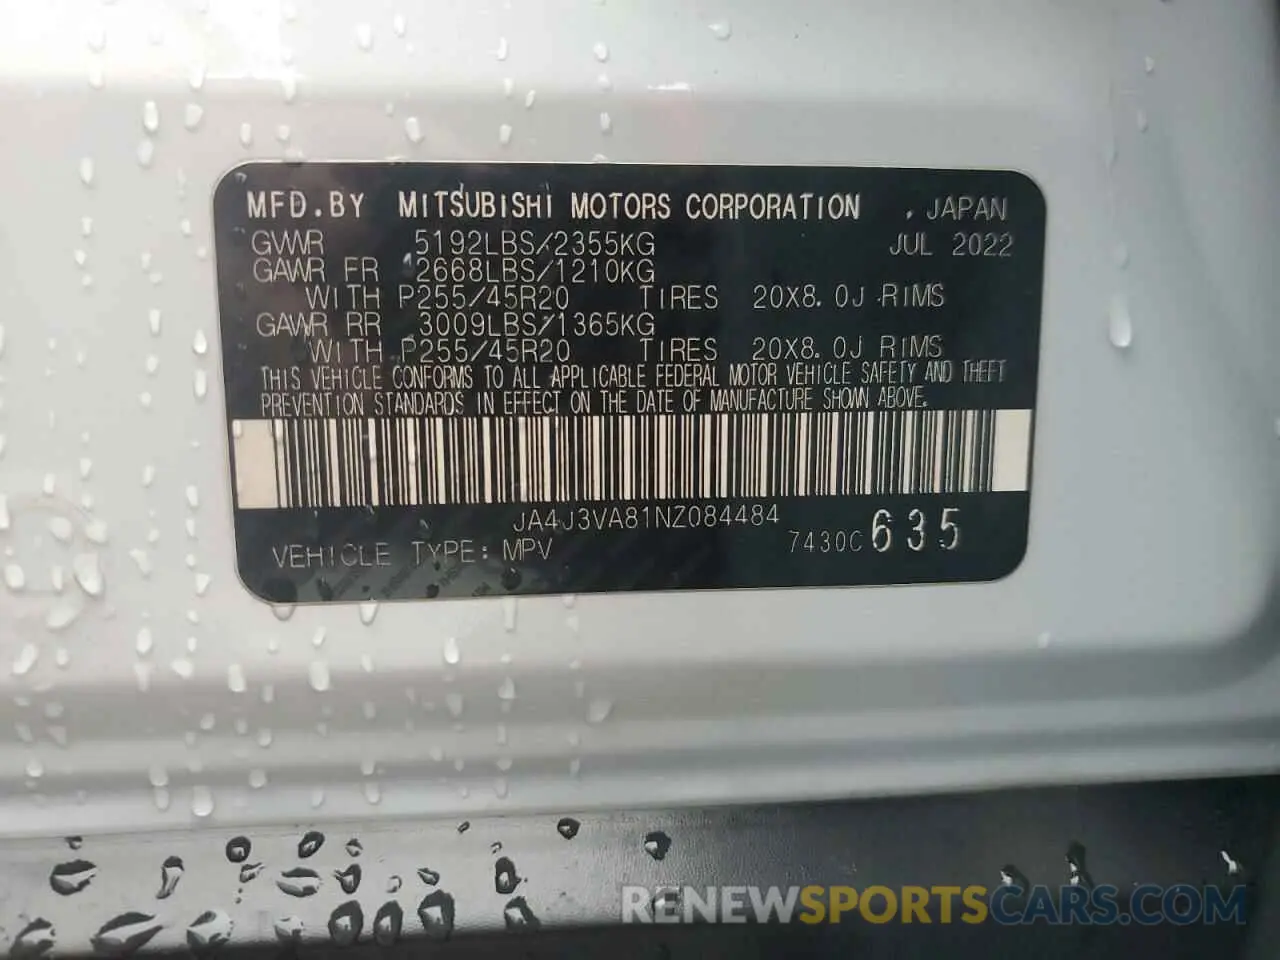 MFD.BY MITSUBISHI MOTORS CORPORATION . JAPAN
GVWR 5192LBS/2355KG JUL 2022
GAWR FR 2668LBS/1210KG
WITH P255/45R20 TIRES 20X8.0J RIMS
GAWR RR 3009LBS/1365KG
WITH P255/45R20 TIRES 20X8.0J RIMS
THIS VEHICLE CONFORMS TO ALL APPLICABLE FEDERAL MOTOR VEHICLE SAFETY AND THEFT
PREVENTION STANDARDS IN EFFECT ON THE DATE OF MANUFACTURE SHOWN ABOVE.
JA4J3VA81NZ084484
VEHICLE TYPE: MPV 7430C 635
RENEWSPORTSCARS.COM